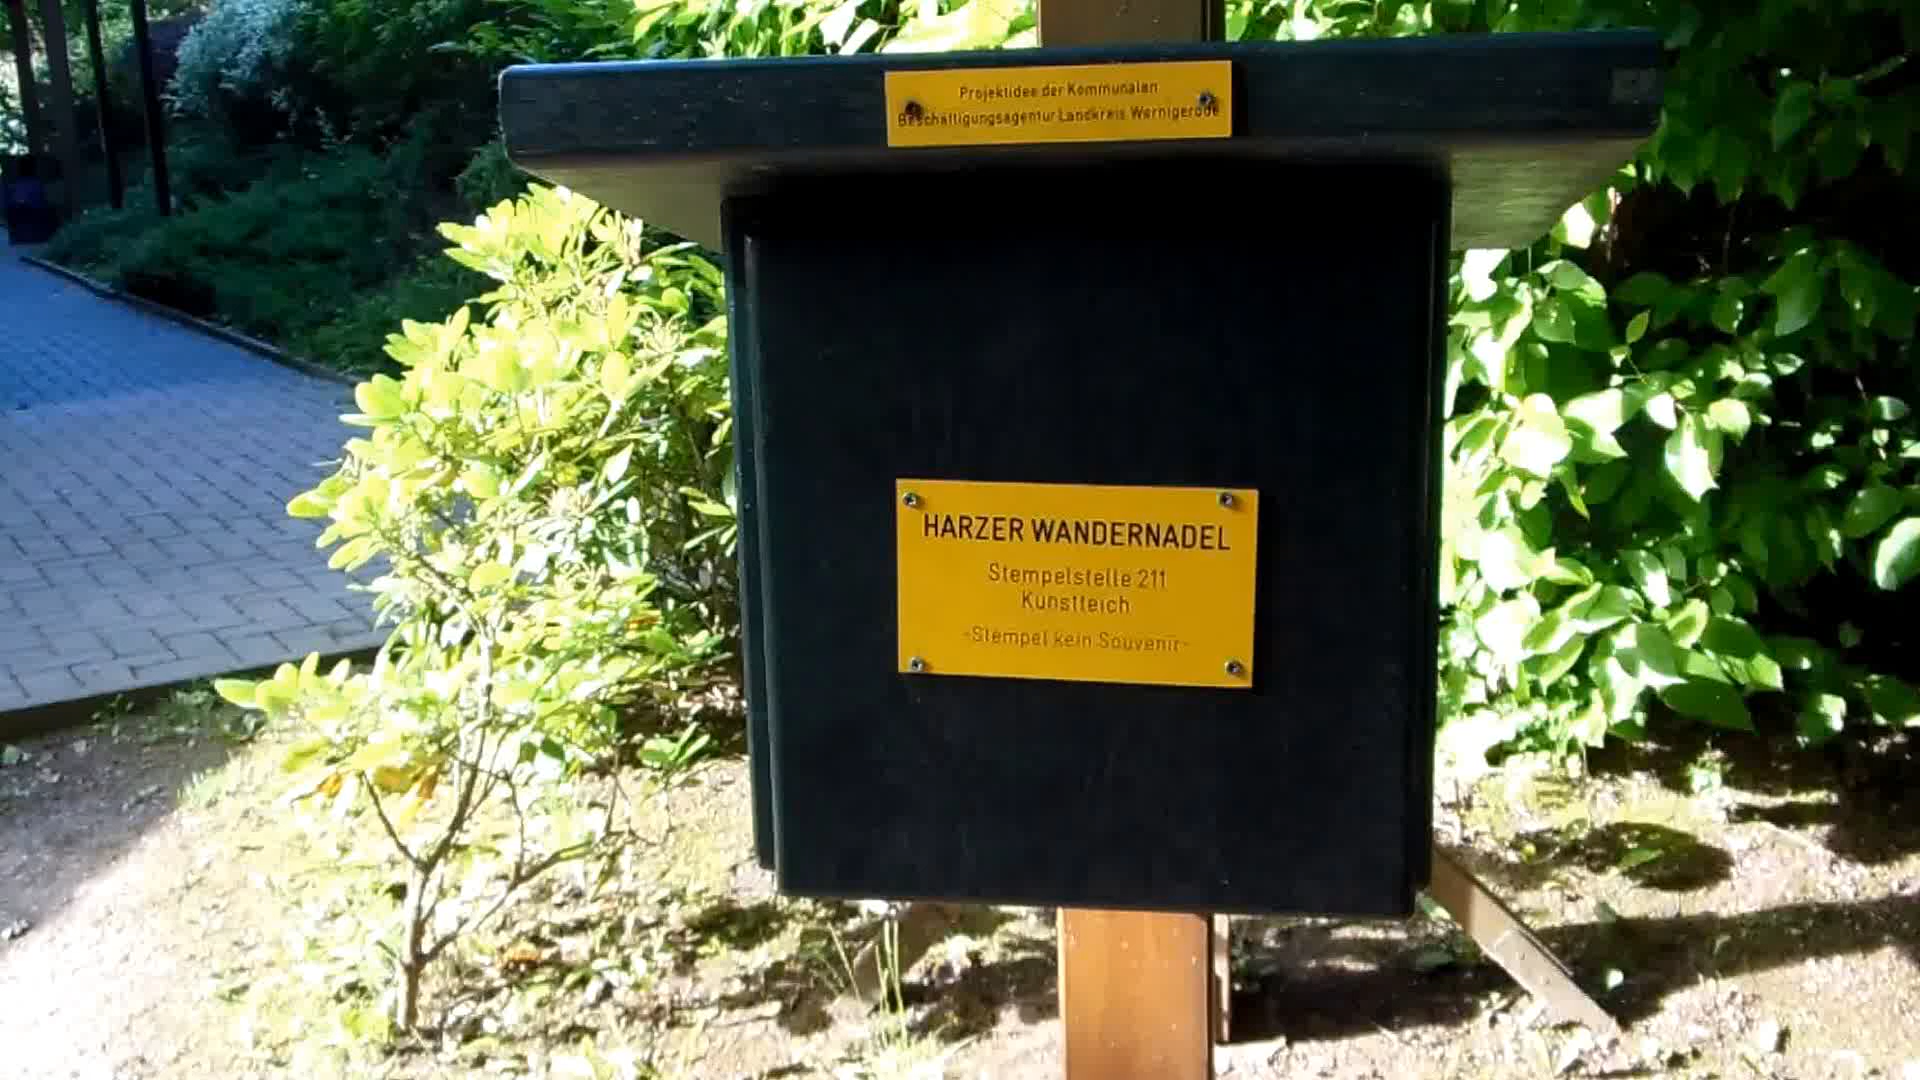 Projektidee der Kommunalen
Beschäftigungsagentur Landkreis Wernigerode
HARZER WANDERNADEL
Stempelstelle 211
Kunstteich
-Stempel kein Souvenir-